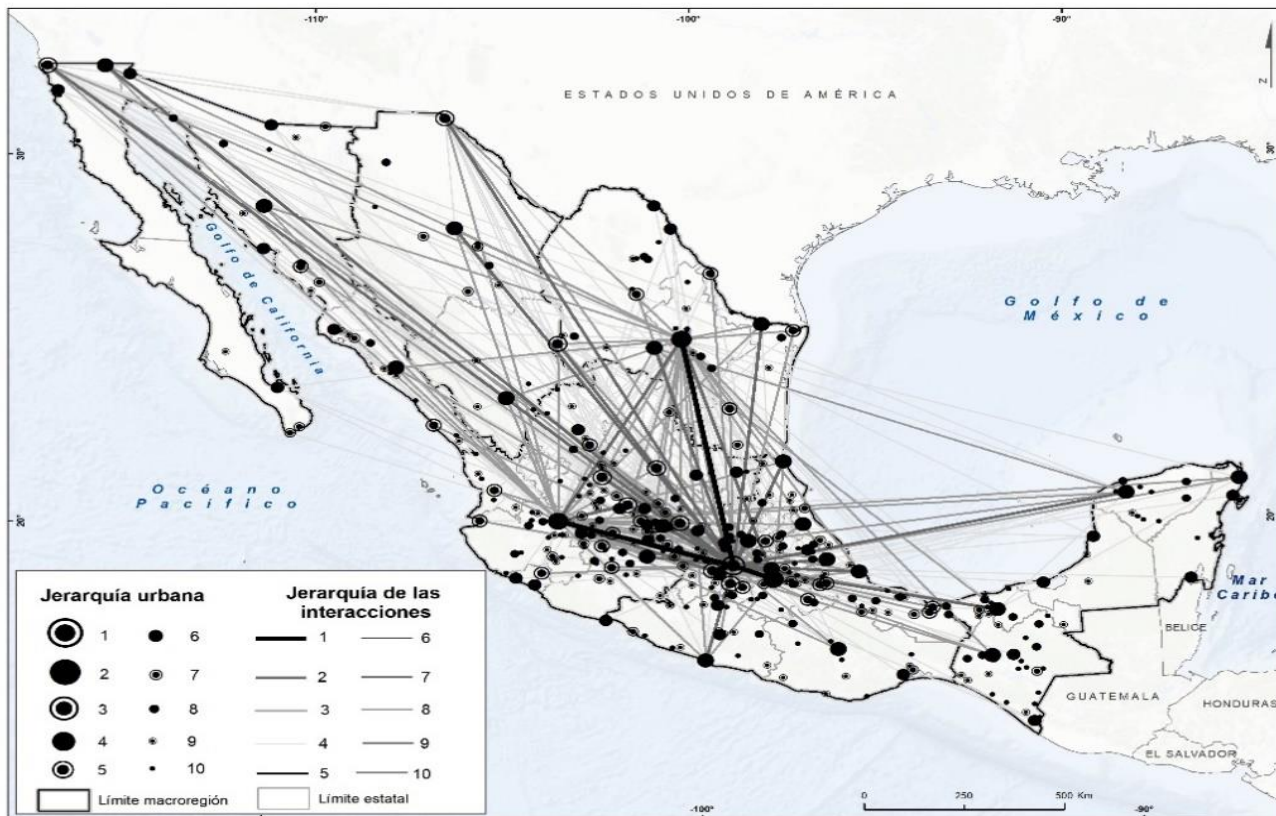 -110°
-100°
-90°
ESTADOS UNIDOS DE AMÉRICA
Z
30°
30°
Golfo de California
Golfo de
México
Océano
Pacífico
20°
20°
Mar
Caribe
BELICE
GUATEMALA
HONDURAS
EL SALVADOR
Jerarquía urbana
1
6
2
7
3
8
4
9
5
10
Jerarquía de las
interacciones
1
6
2
7
3
8
4
9
5
10
Límite macroregión
Límite estatal
-100°
-90°
0
250
500 Km